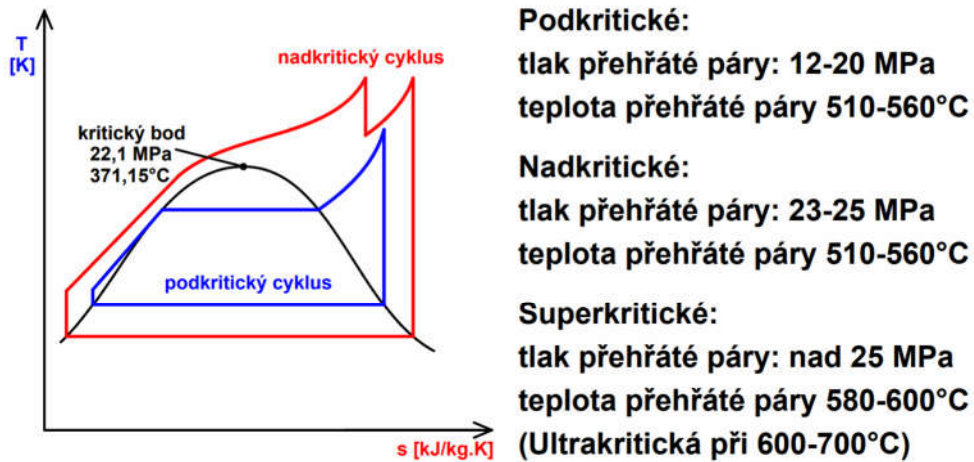 T
[K]
nadkritický cyklus
kritický bod
22,1 MPa
371,15°C
podkritický cyklus
s [kJ/kg.K]
Podkritické:
tlak přehřáté páry: 12-20 MPa
teplota přehřáté páry 510-560°C
Nadkritické:
tlak přehřáté páry: 23-25 MPa
teplota přehřáté páry 510-560°C
Superkritické:
tlak přehřáté páry: nad 25 MPa
teplota přehřáté páry 580-600°C
(Ultrakritická při 600-700°C)